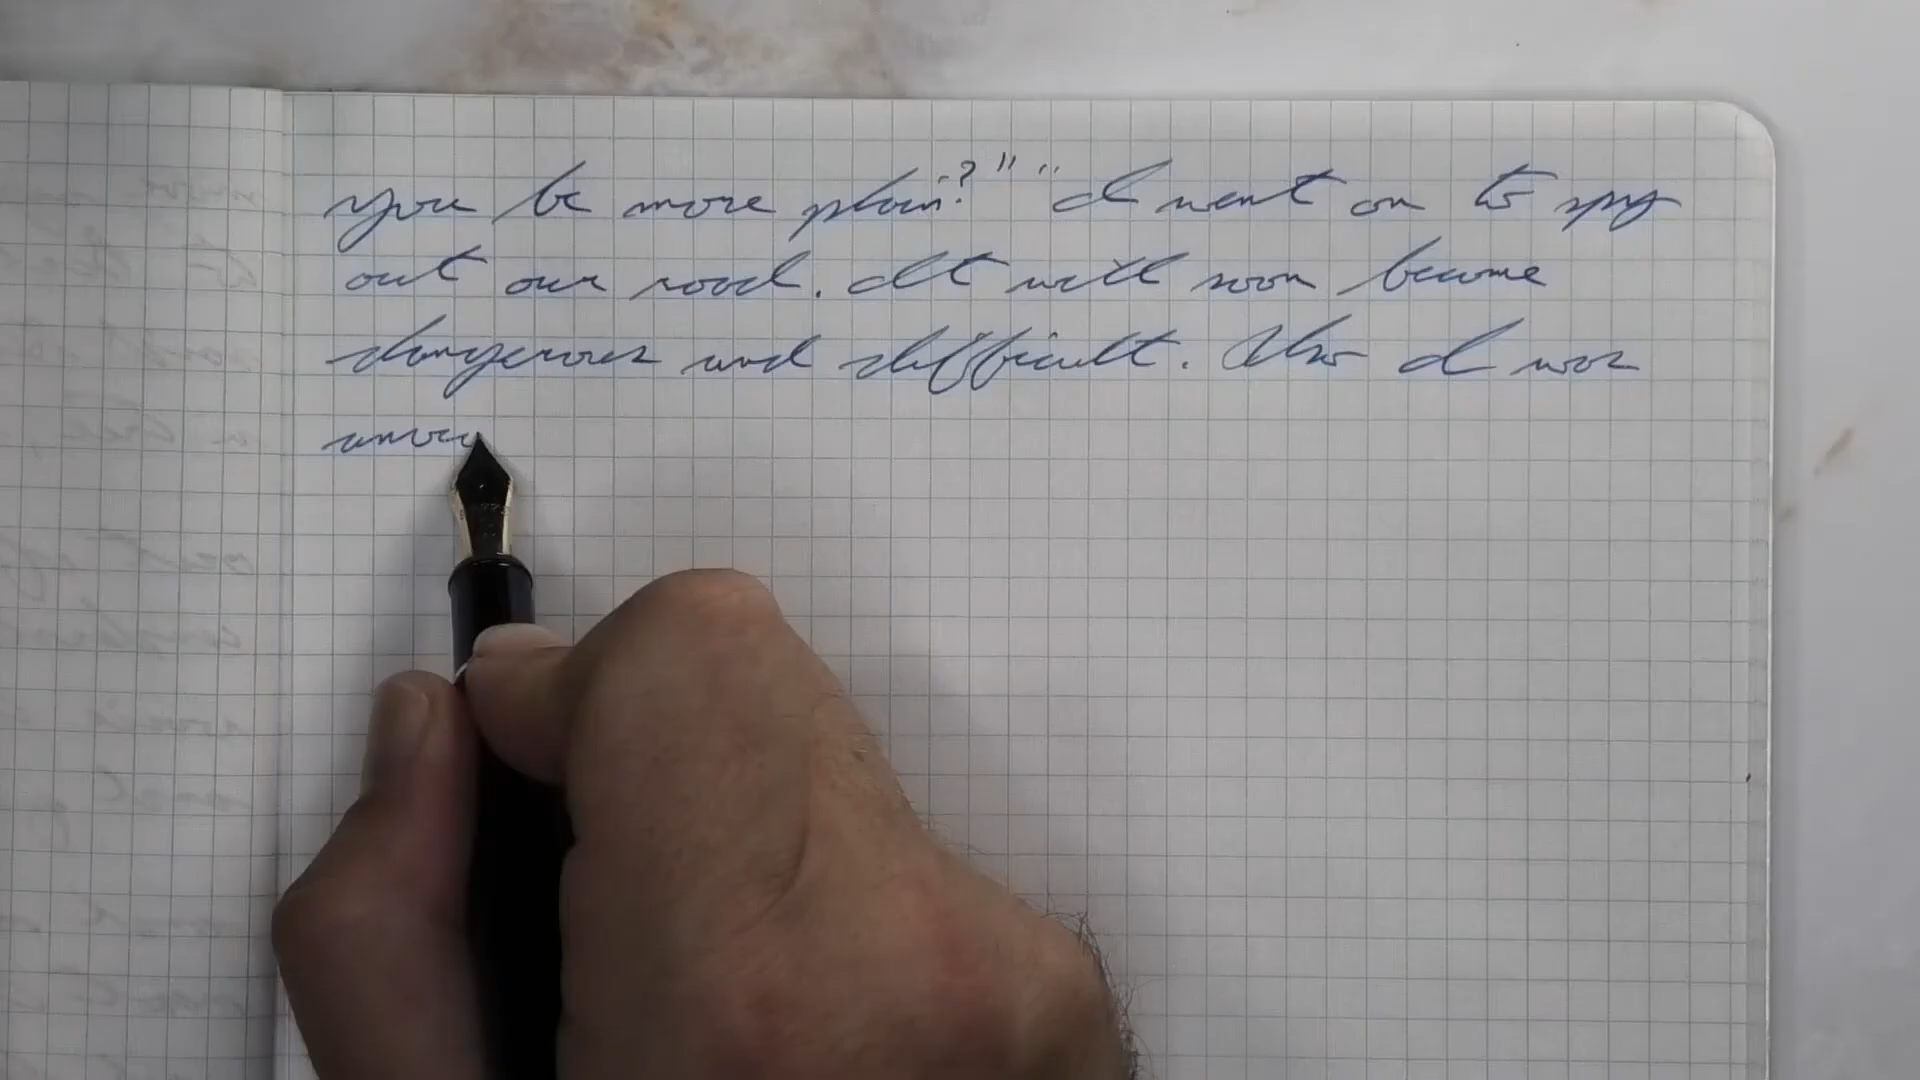 you be more plain?" "I went on to spy
out our road. It will soon become
dangerous and difficult. Also I was